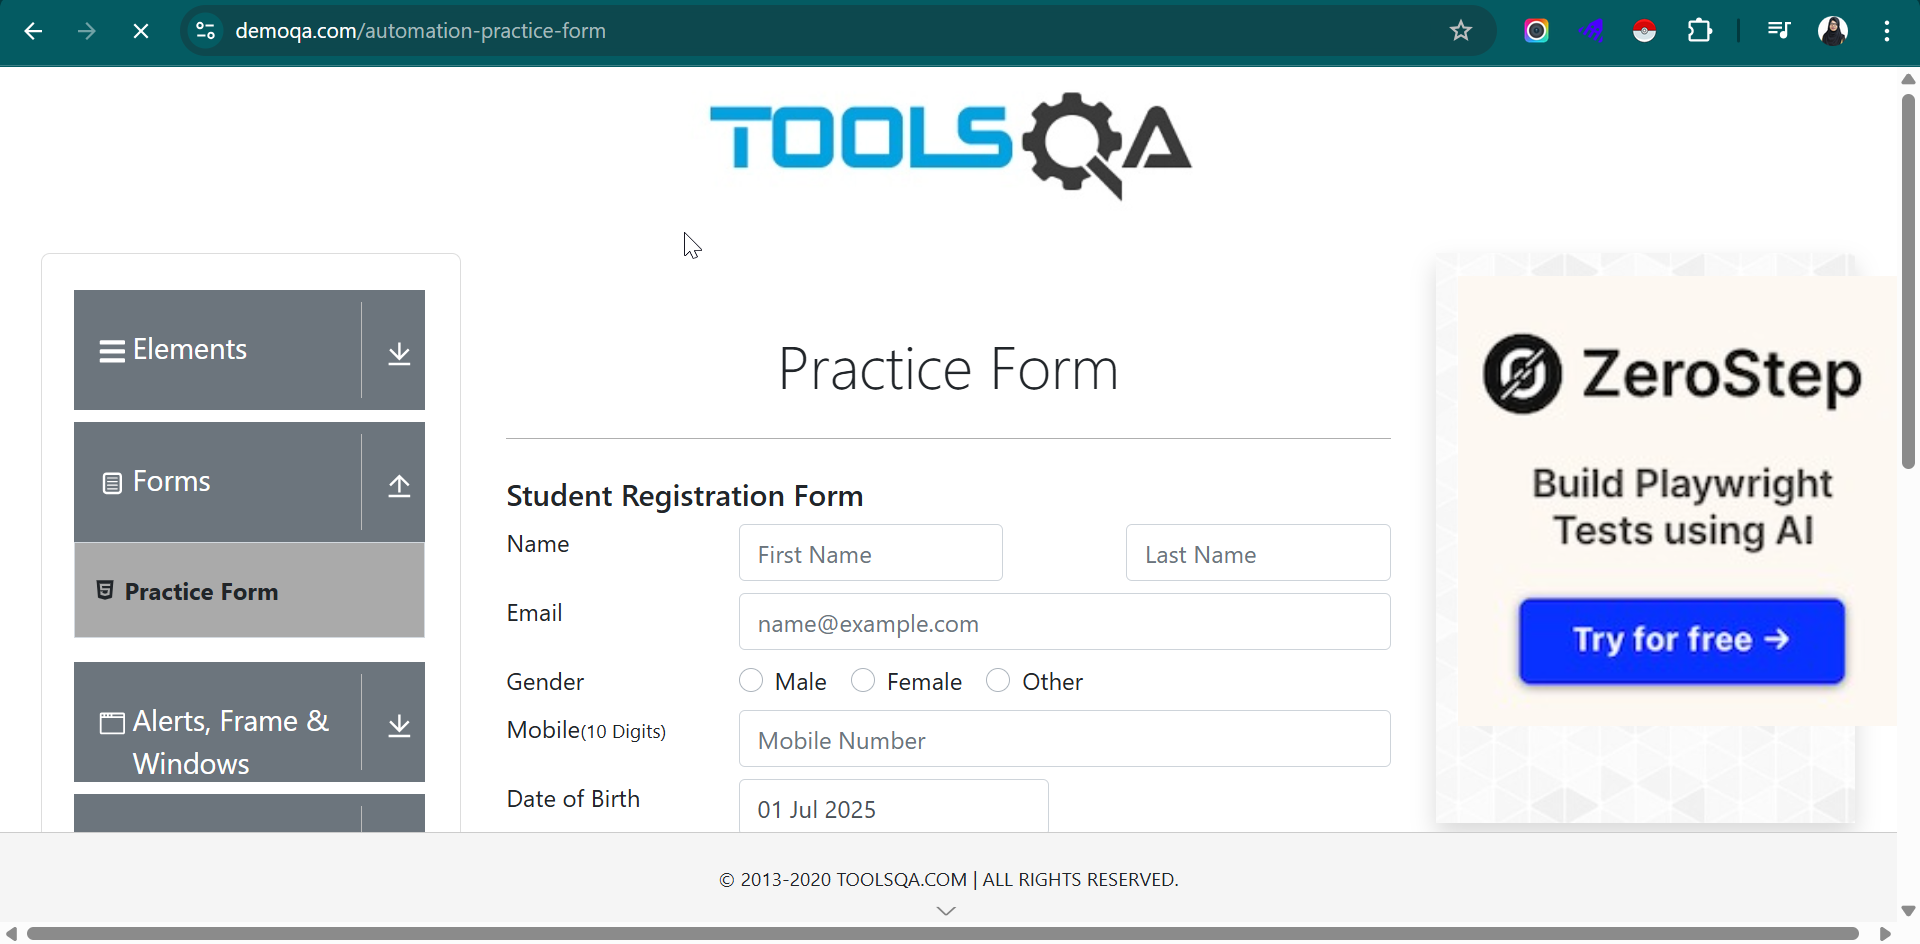 demoqa.com/automation-practice-form
TOOLSQA
Elements
Forms
Practice Form
Alerts, Frame &
Windows
Practice Form
Student Registration Form
Name
First Name
Last Name
Email
name@example.com
Gender
Male
Female
Other
Mobile(10 Digits)
Mobile Number
Date of Birth
01 Jul 2025
ZeroStep
Build Playwright
Tests using AI
Try for free →
© 2013-2020 TOOLSQA.COM | ALL RIGHTS RESERVED.